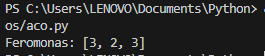 PS C:\Users\LENOVO\Documents\Python>
os/aco.py
Feromonas: [3, 2, 3]